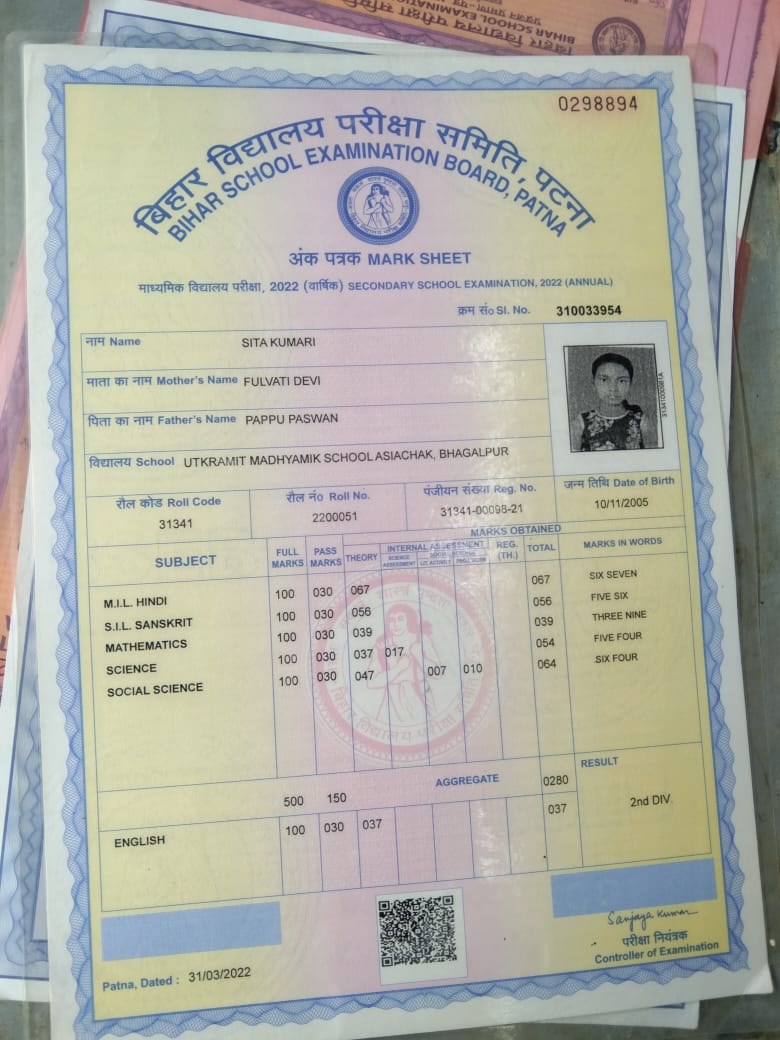 0298894
बिहार विद्यालय परीक्षा समिति, पटना
BIHAR SCHOOL EXAMINATION BOARD, PATNA
अंक पत्रक MARK SHEET
माध्यमिक विद्यालय परीक्षा, 2022 (वार्षिक) SECONDARY SCHOOL EXAMINATION, 2022 (ANNUAL)
क्रम सं० Sl. No. 310033954
नाम Name SITA KUMARI
माता का नाम Mother's Name FULVATI DEVI
पिता का नाम Father's Name PAPPU PASWAN
विद्यालय School UTKRAMIT MADHYAMIK SCHOOL ASIACHAK, BHAGALPUR
रौल कोड Roll Code रौल नं० Roll No. पंजीयन संख्या Reg. No. जन्म तिथि Date of Birth
31341 2200051 31341-00098-21 10/11/2005
MARKS OBTAINED
SUBJECT FULL MARKS PASS MARKS THEORY INTERNAL ASSESSMENT REG. (TH.) TOTAL MARKS IN WORDS
M.I.L. HINDI 100 030 067 067 SIX SEVEN
S.I.L. SANSKRIT 100 030 056 056 FIVE SIX
MATHEMATICS 100 030 039 039 THREE NINE
SCIENCE 100 030 037 017 054 FIVE FOUR
SOCIAL SCIENCE 100 030 047 007 010 064 SIX FOUR
500 150 AGGREGATE 0280 RESULT
ENGLISH 100 030 037 037 2nd DIV.
Sanjaya Kumar
परीक्षा नियंत्रक
Controller of Examination
Patna, Dated : 31/03/2022